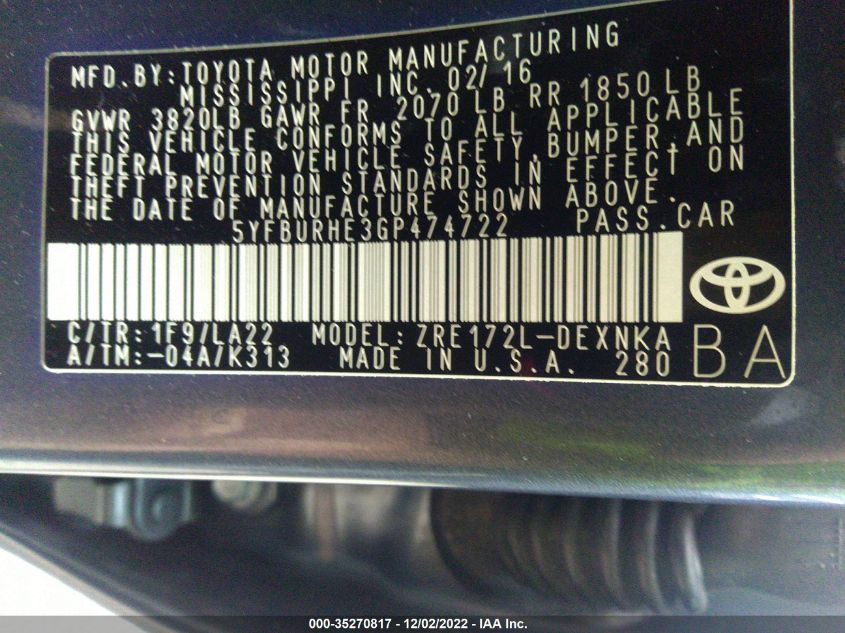 MFD. BY: TOYOTA MOTOR MANUFACTURING
MISSISSIPPI INC. 02/16
GVWR 3820LB GAWR FR 2070LB RR 1850LB
THIS VEHICLE CONFORMS TO ALL APPLICABLE
FEDERAL MOTOR VEHICLE SAFETY, BUMPER, AND
THEFT PREVENTION STANDARDS IN EFFECT ON
THE DATE OF MANUFACTURE SHOWN ABOVE.
5YFBURHE3GP474722 PASS. CAR
C/TR: 1F9/LA22 MODEL: ZRE172L-DEXNKA
A/TM:-04A/K313 MADE IN U.S.A. 280 BA
000-35270817 - 12/02/2022 - IAA Inc.